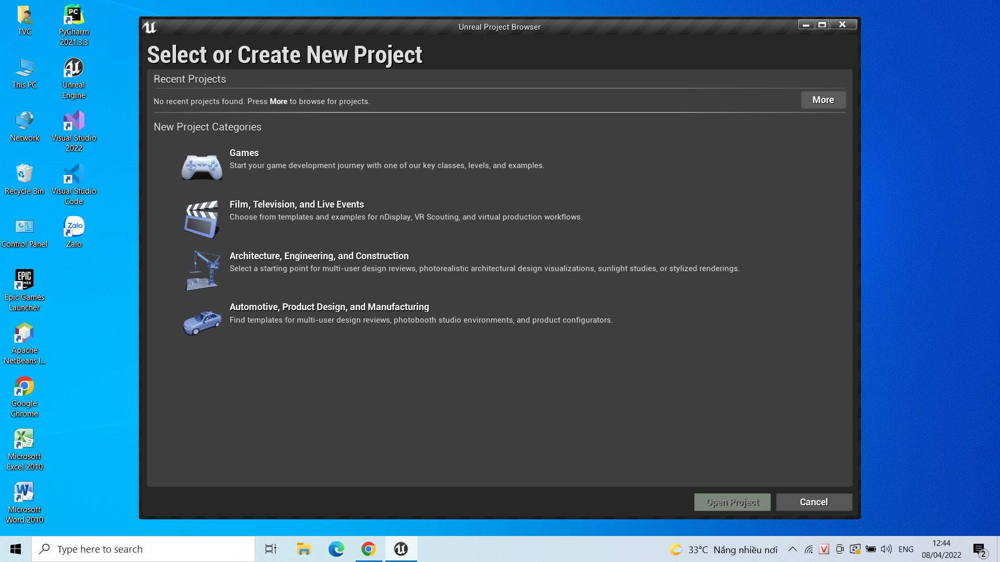 TVC
PC
PyCharm
2021.3.3
This PC
Unreal
Engine
Network
Visual Studio
2022
Recycle Bin
Visual Studio
Code
Control Panel
Zalo
Zalo
EPIC
GAMES
Epic Games
Launcher
Apache
NetBeans I...
Google
Chrome
Microsoft
Excel 2010
Microsoft
Word 2010
Unreal Project Browser
Select or Create New Project
Recent Projects
No recent projects found. Press More to browse for projects.
More
New Project Categories
Games
Start your game development journey with one of our key classes, levels, and examples.
Film, Television, and Live Events
Choose from templates and examples for nDisplay, VR Scouting, and virtual production workflows.
Architecture, Engineering, and Construction
Select a starting point for multi-user design reviews, photorealistic architectural design visualizations, sunlight studies, or stylized renderings.
Automotive, Product Design, and Manufacturing
Find templates for multi-user design reviews, photobooth studio environments, and product configurators.
Open Project
Cancel
Type here to search
33°C Nắng nhiều nơi
V
ENG
12:44
08/04/2022
2